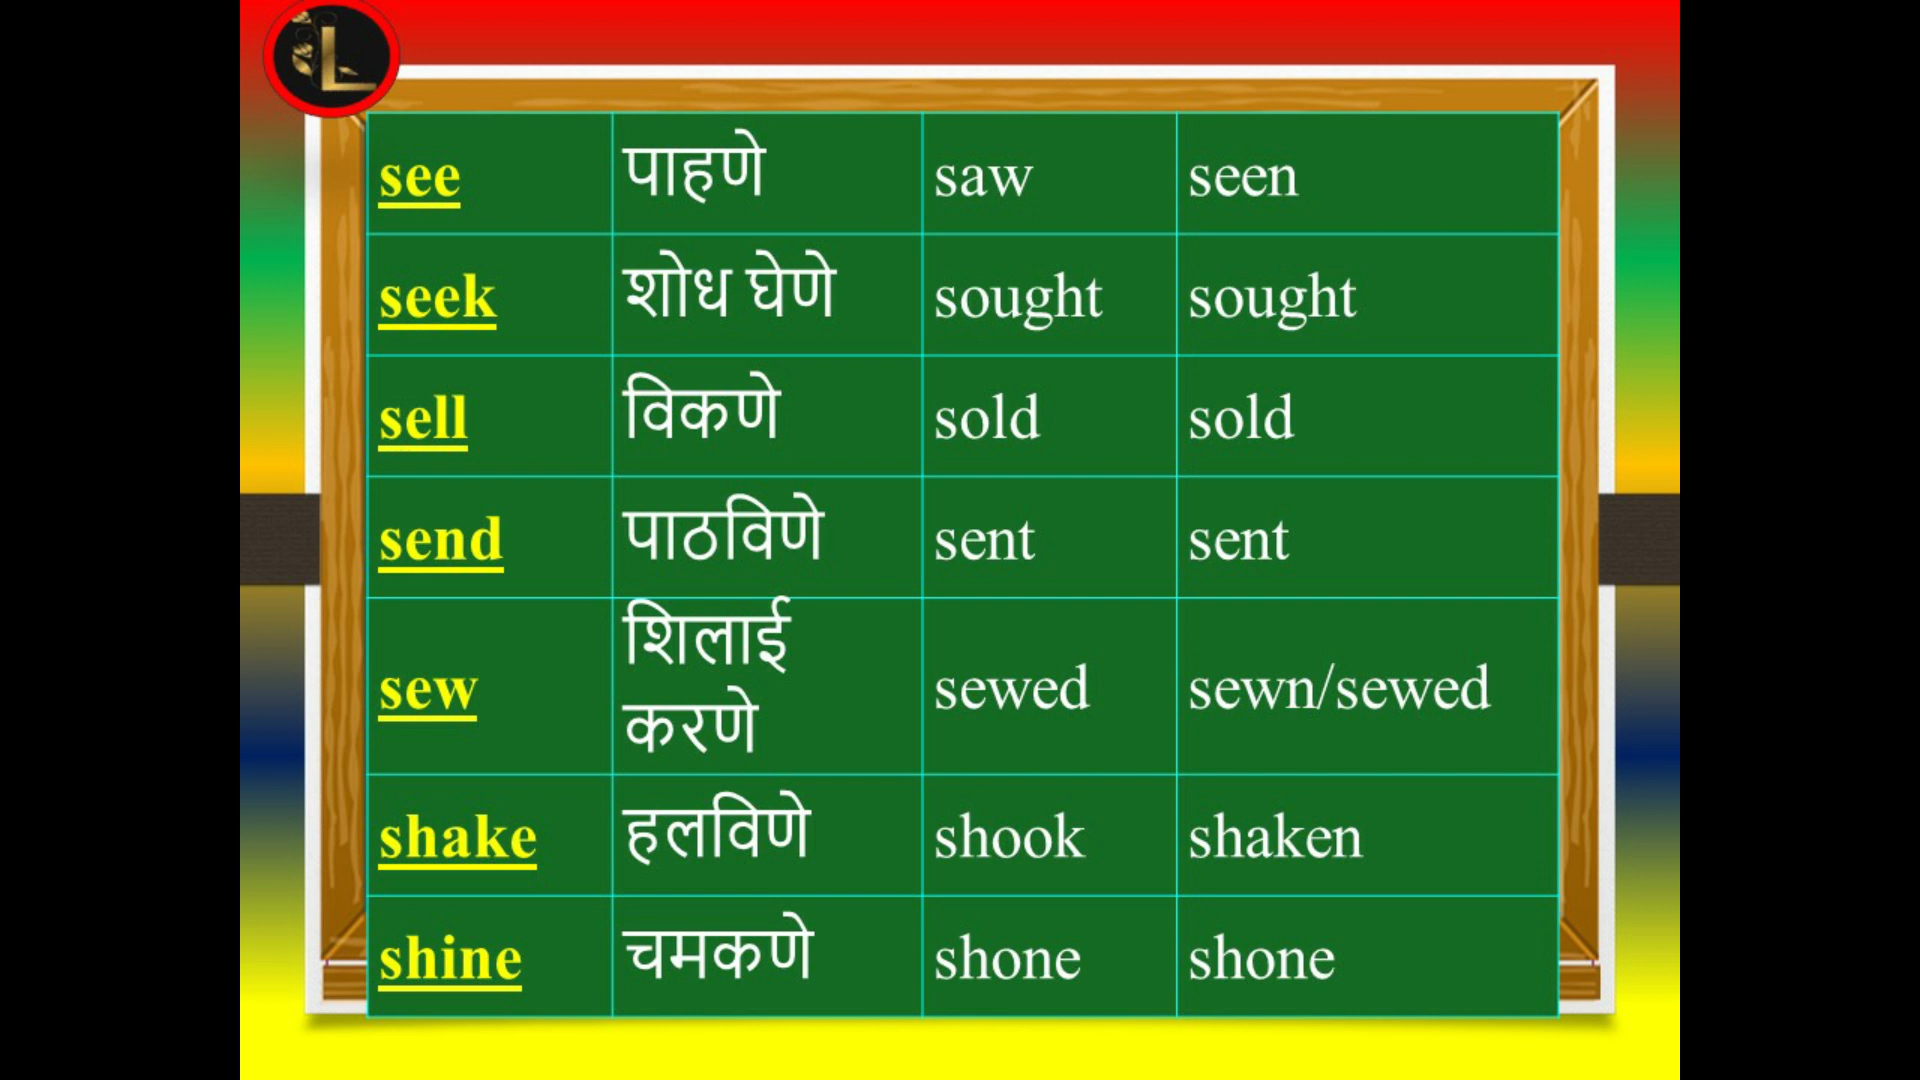 L
see पाहणे saw seen
seek शोध घेणे sought sought
sell विकणे sold sold
send पाठविणे sent sent
sew शिलाई करणे sewed sewn/sewed
shake हलविणे shook shaken
shine चमकणे shone shone